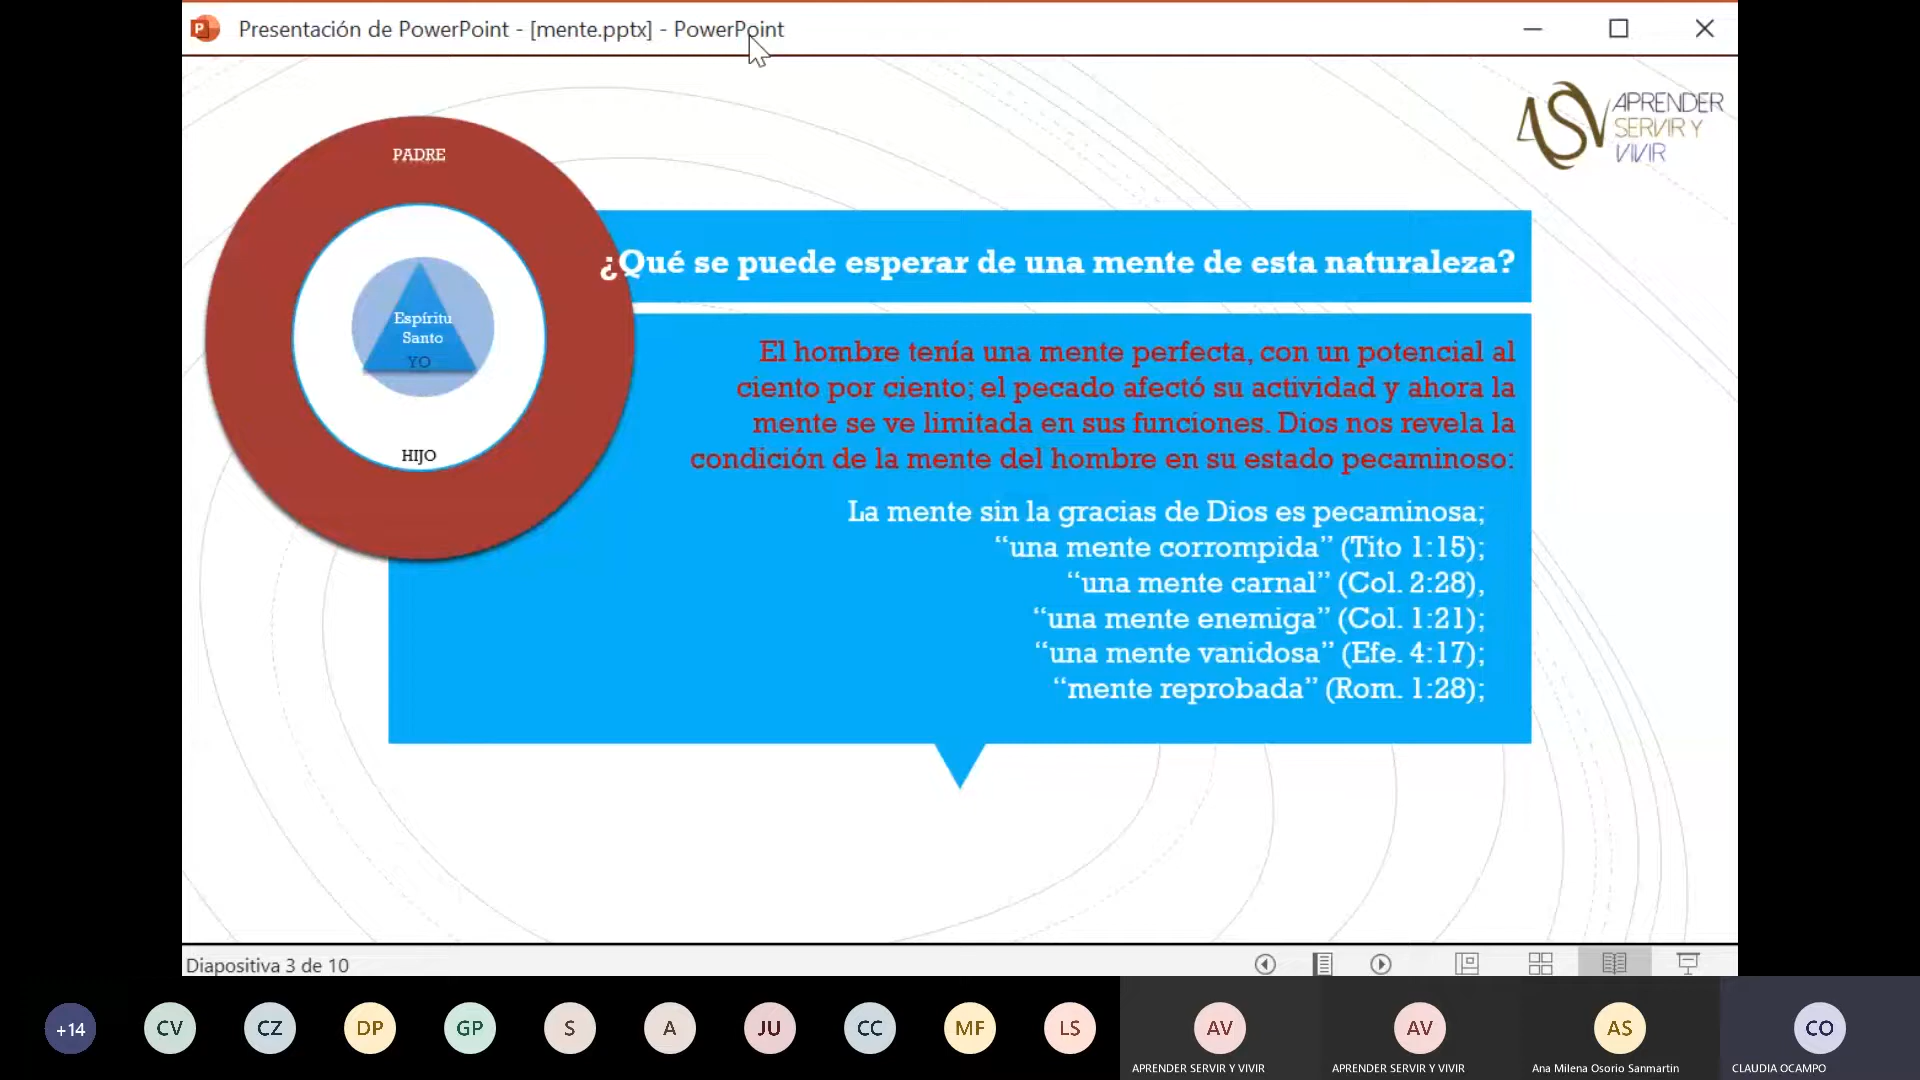 Presentación de PowerPoint - [mente.pptx] - PowerPoint
ASV APRENDER
SERVIR Y
VIVIR
PADRE
Espíritu
Santo
YO
HIJO
¿Qué se puede esperar de una mente de esta naturaleza?
El hombre tenía una mente perfecta, con un potencial al
ciento por ciento; el pecado afectó su actividad y ahora la
mente se ve limitada en sus funciones. Dios nos revela la
condición de la mente del hombre en su estado pecaminoso:
La mente sin la gracias de Dios es pecaminosa;
“una mente corrompida” (Tito 1:15);
“una mente carnal” (Col. 2:28),
“una mente enemiga” (Col. 1:21);
“una mente vanidosa” (Efe. 4:17);
“mente reprobada” (Rom. 1:28);
Diapositiva 3 de 10
+14 CV CZ DP GP S A JU CC MF LS AV AV AS CO
APRENDER SERVIR Y VIVIR APRENDER SERVIR Y VIVIR Ana Milena Osorio Sanmartin CLAUDIA OCAMPO